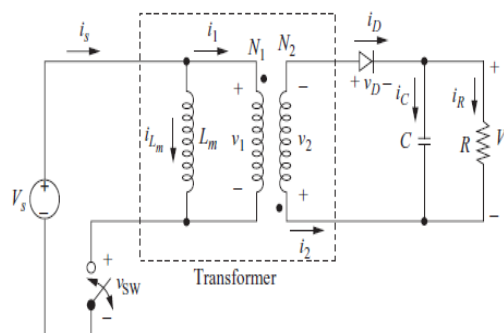 i_s
i_1
N_1
N_2
i_D
+ v_D −
i_C
i_R
+
i_{L_m}
L_m
+
v_1
−
−
v_2
+
C
R
V
−
V_s
+
−
i_2
+
v_SW
−
Transformer